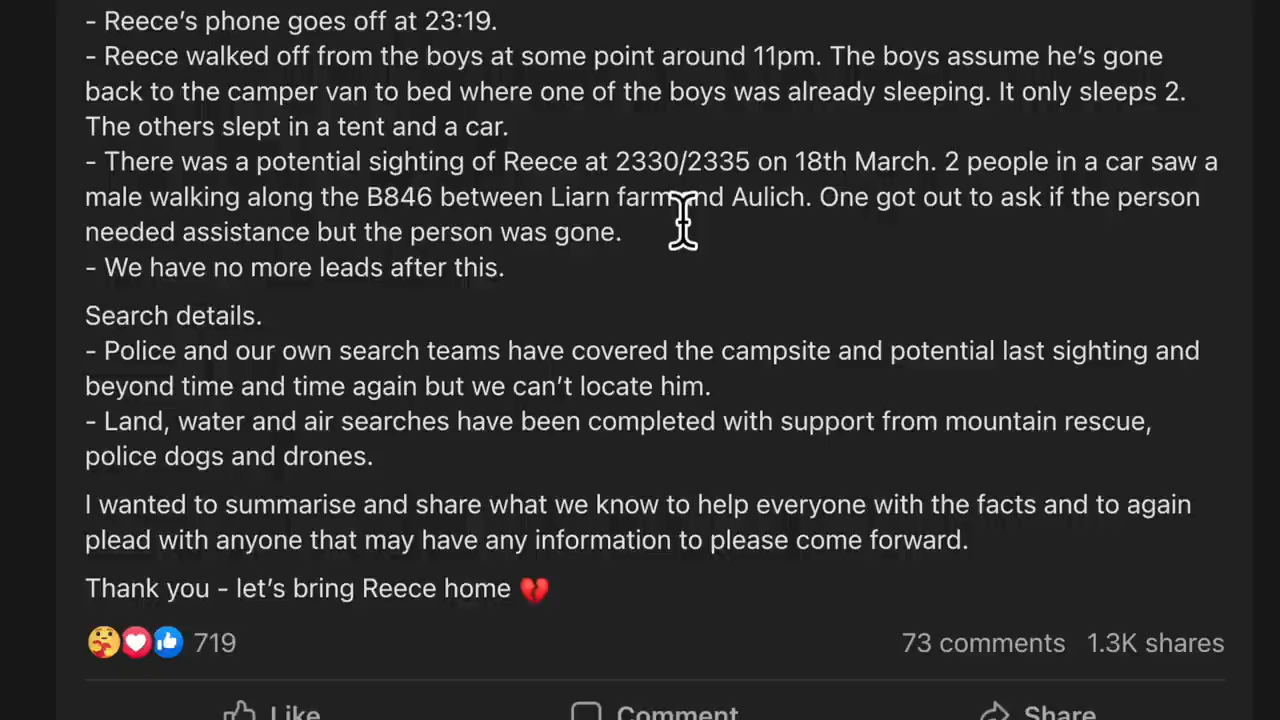 - Reece’s phone goes off at 23:19.
- Reece walked off from the boys at some point around 11pm. The boys assume he’s gone
back to the camper van to bed where one of the boys was already sleeping. It only sleeps 2.
The others slept in a tent and a car.
- There was a potential sighting of Reece at 2330/2335 on 18th March. 2 people in a car saw a
male walking along the B846 between Liarn farm and Aulich. One got out to ask if the person
needed assistance but the person was gone.
- We have no more leads after this.
Search details.
- Police and our own search teams have covered the campsite and potential last sighting and
beyond time and time again but we can’t locate him.
- Land, water and air searches have been completed with support from mountain rescue,
police dogs and drones.
I wanted to summarise and share what we know to help everyone with the facts and to again
plead with anyone that may have any information to please come forward.
Thank you - let’s bring Reece home 💔
719 73 comments 1.3K shares
Like Comment Share